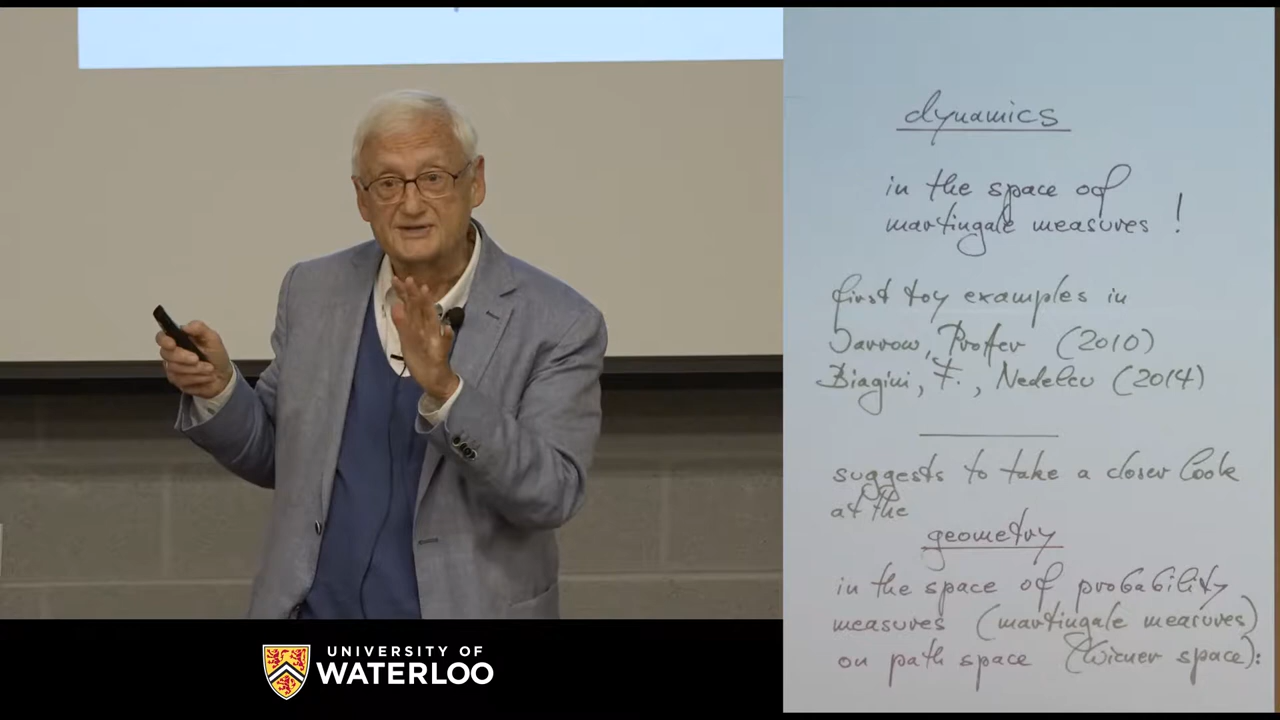 dynamics
in the space of
martingale measures !
first toy examples in
Jarrow, Protter (2010)
Biagini, F., Nedelcu (2014)
suggests to take a closer look
at the
geometry
in the space of probability
measures (martingale measures)
on path space (Wiener space):
UNIVERSITY OF
WATERLOO